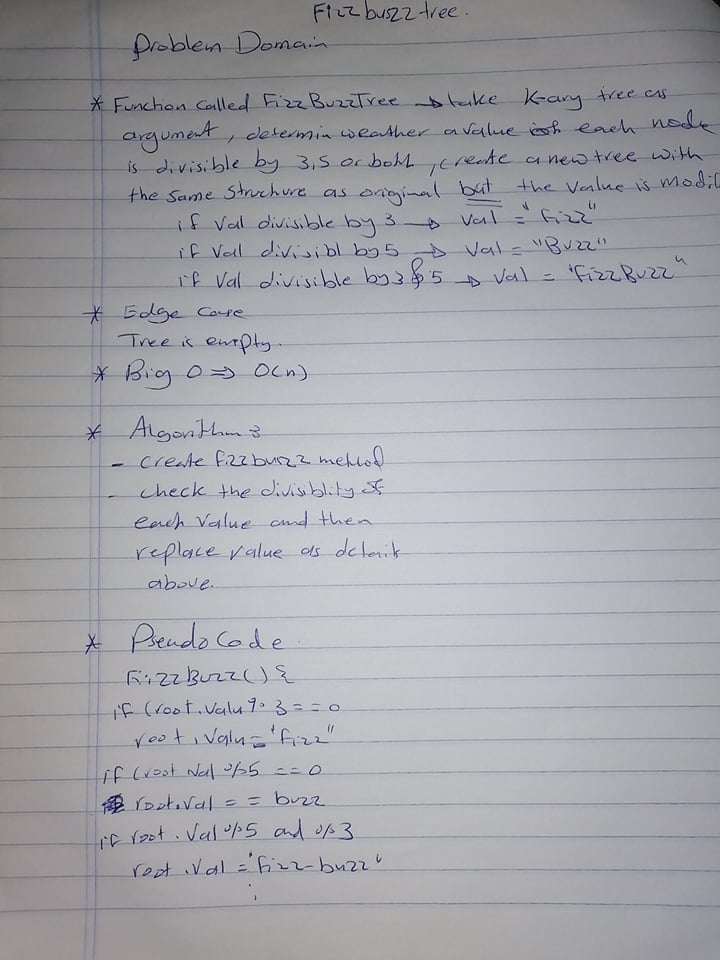 Fizzbuzztree.
Problem Domain
* Function called FizzBuzzTree → take K-ary tree as
argument, determin weather a value of each node
is divisible by 3,5 or both, create a new tree with
the same structure as original but the value is modif
if val divisible by 3 → val = "Fizz"
if val divisibl by 5 → val = "Buzz"
if val divisible by 3 & 5 → val = "FizzBuzz"
* Edge Case
Tree is empty.
* Big O => O(n)
* Algorithm:
- create fizzbuzz method
- check the divisiblity of
each value and then
replace value as details
above.
* Pseudo Code
FizzBuzz() {
if (root.valu % 3 == 0
root.valu = "fizz"
if (root val %5 == 0
root.val = = buzz
if root.val %5 and %3
root.val = "fizz-buzz"